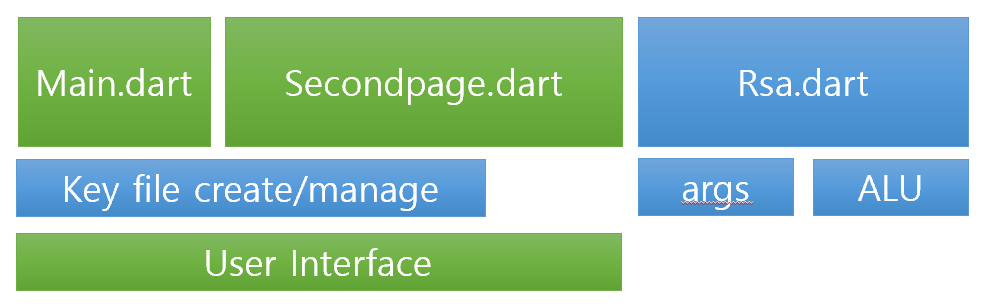 Main.dart
Secondpage.dart
Rsa.dart
Key file create/manage
args
ALU
User Interface